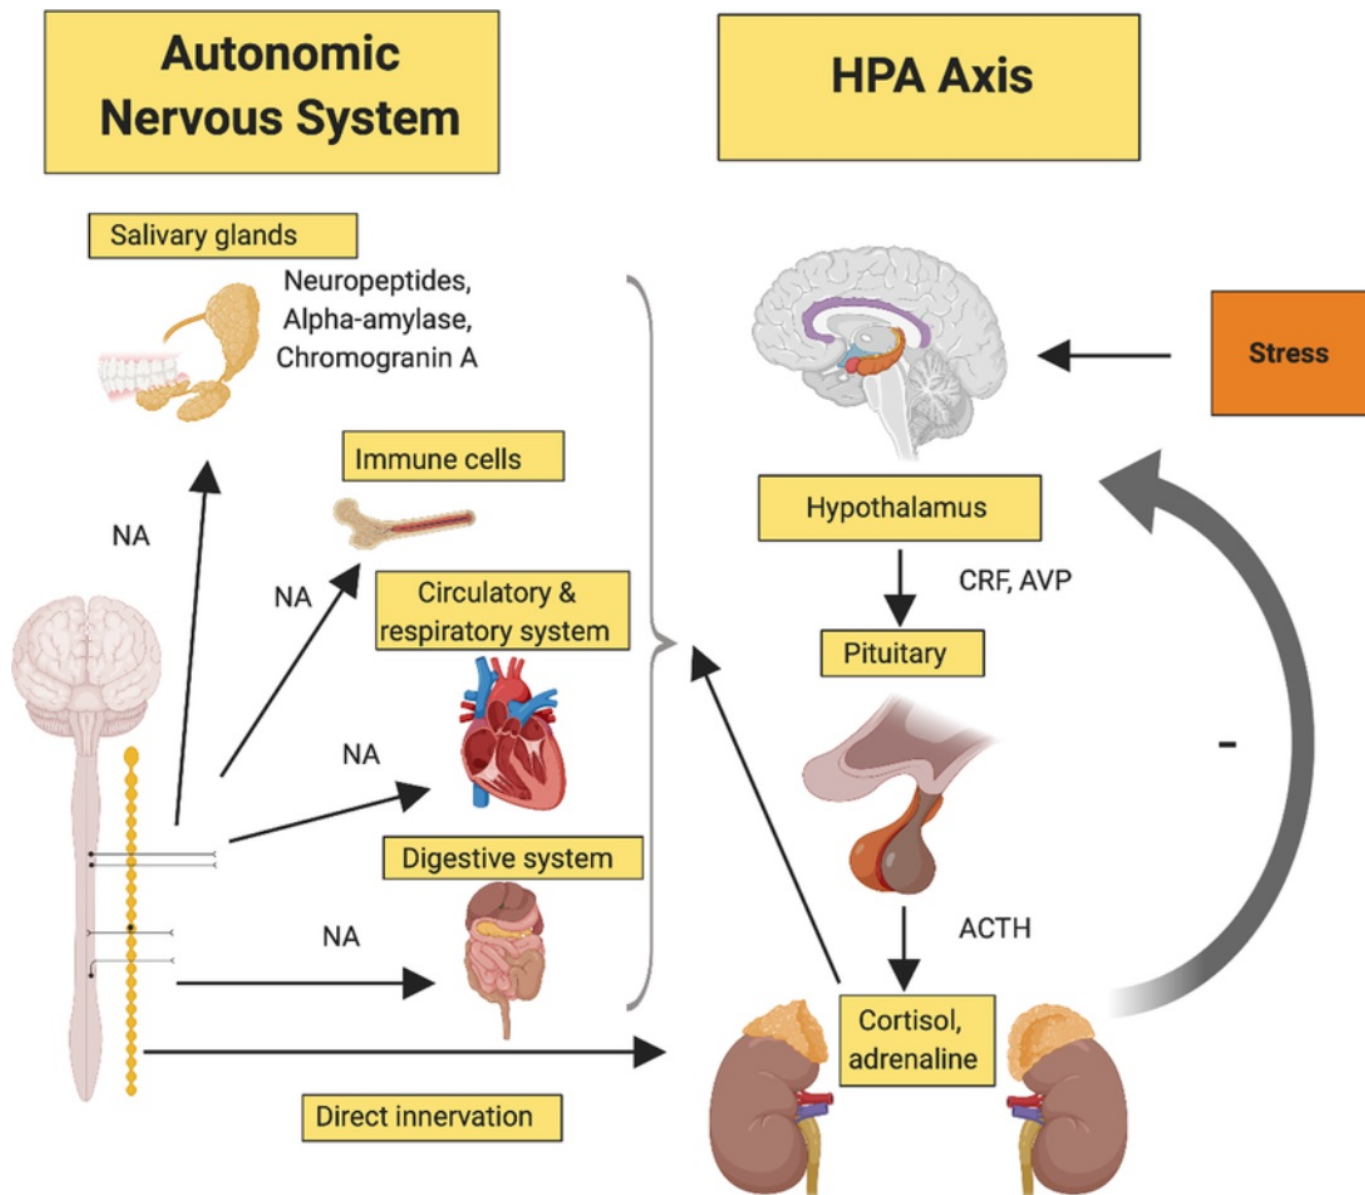 Autonomic
Nervous System
HPA Axis
Salivary glands
Neuropeptides,
Alpha-amylase,
Chromogranin A
Immune cells
NA
NA
Circulatory &
respiratory system
NA
Digestive system
NA
Direct innervation
Stress
Hypothalamus
CRF, AVP
Pituitary
-
ACTH
Cortisol,
adrenaline